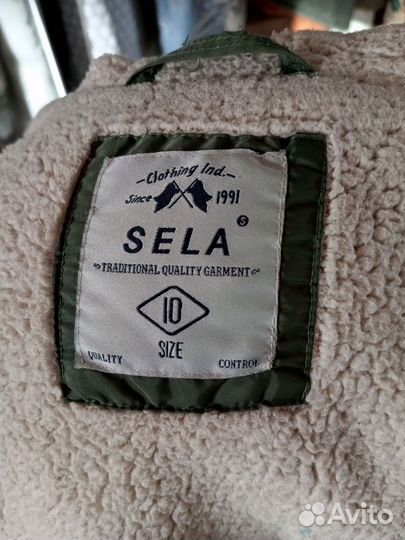 -Clothing Ind.-
Since 1991
SELA S
TRADITIONAL QUALITY GARMENT
10
SIZE
QUALITY CONTROL
Avito